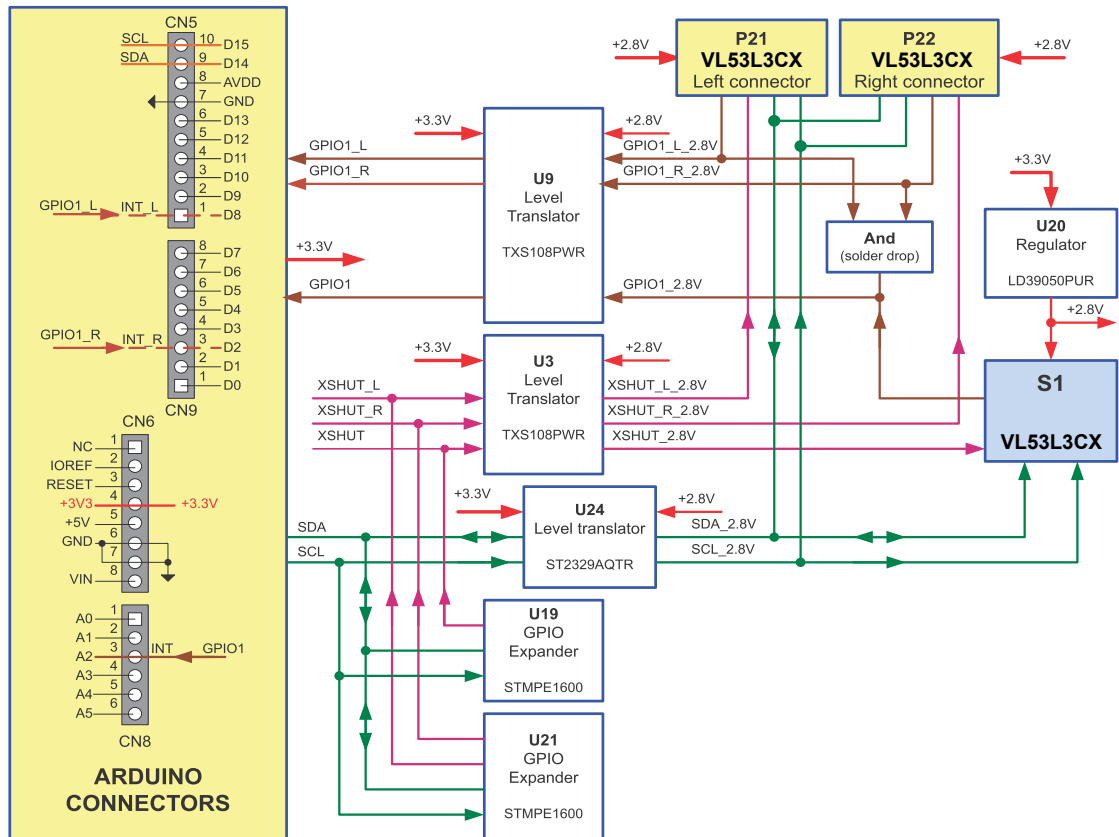 CN5
SCL 10 D15
SDA 9 D14
8 AVDD
7 GND
6 D13
5 D12
4 D11
3 D10
2 D9
GPIO1_L INT_L 1 D8
8 D7
7 D6
6 D5
5 D4
4 D3
GPIO1_R INT_R 3 D2
2 D1
1 D0
CN9
CN6
NC 1
IOREF 2
RESET 3
+3V3 4 +3.3V
+5V 5
GND 6
7
VIN 8
A0 1
A1 2
A2 3 INT GPIO1
A3 4
A4 5
A5 6
CN8
ARDUINO
CONNECTORS
GPIO1_L
GPIO1_R
+3.3V
GPIO1
+3.3V
U9
Level
Translator
TXS108PWR
+2.8V
GPIO1_L_2.8V
GPIO1_R_2.8V
GPIO1_2.8V
+2.8V
P21
VL53L3CX
Left connector
P22
VL53L3CX
Right connector
+2.8V
And
(solder drop)
+3.3V
U20
Regulator
LD39050PUR
+2.8V
S1
VL53L3CX
+3.3V
XSHUT_L
XSHUT_R
XSHUT
U3
Level
Translator
TXS108PWR
+2.8V
XSHUT_L_2.8V
XSHUT_R_2.8V
XSHUT_2.8V
+3.3V
SDA
SCL
U24
Level translator
ST2329AQTR
+2.8V
SDA_2.8V
SCL_2.8V
U19
GPIO
Expander
STMPE1600
U21
GPIO
Expander
STMPE1600